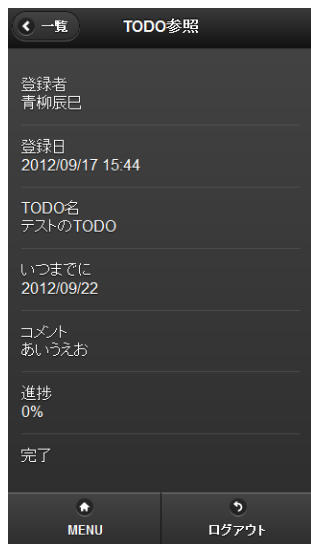 一覧
TODO参照
登録者
青柳辰巳
登録日
2012/09/17 15:44
TODO名
テストのTODO
いつまでに
2012/09/22
コメント
あいうえお
進捗
0%
完了
MENU
ログアウト